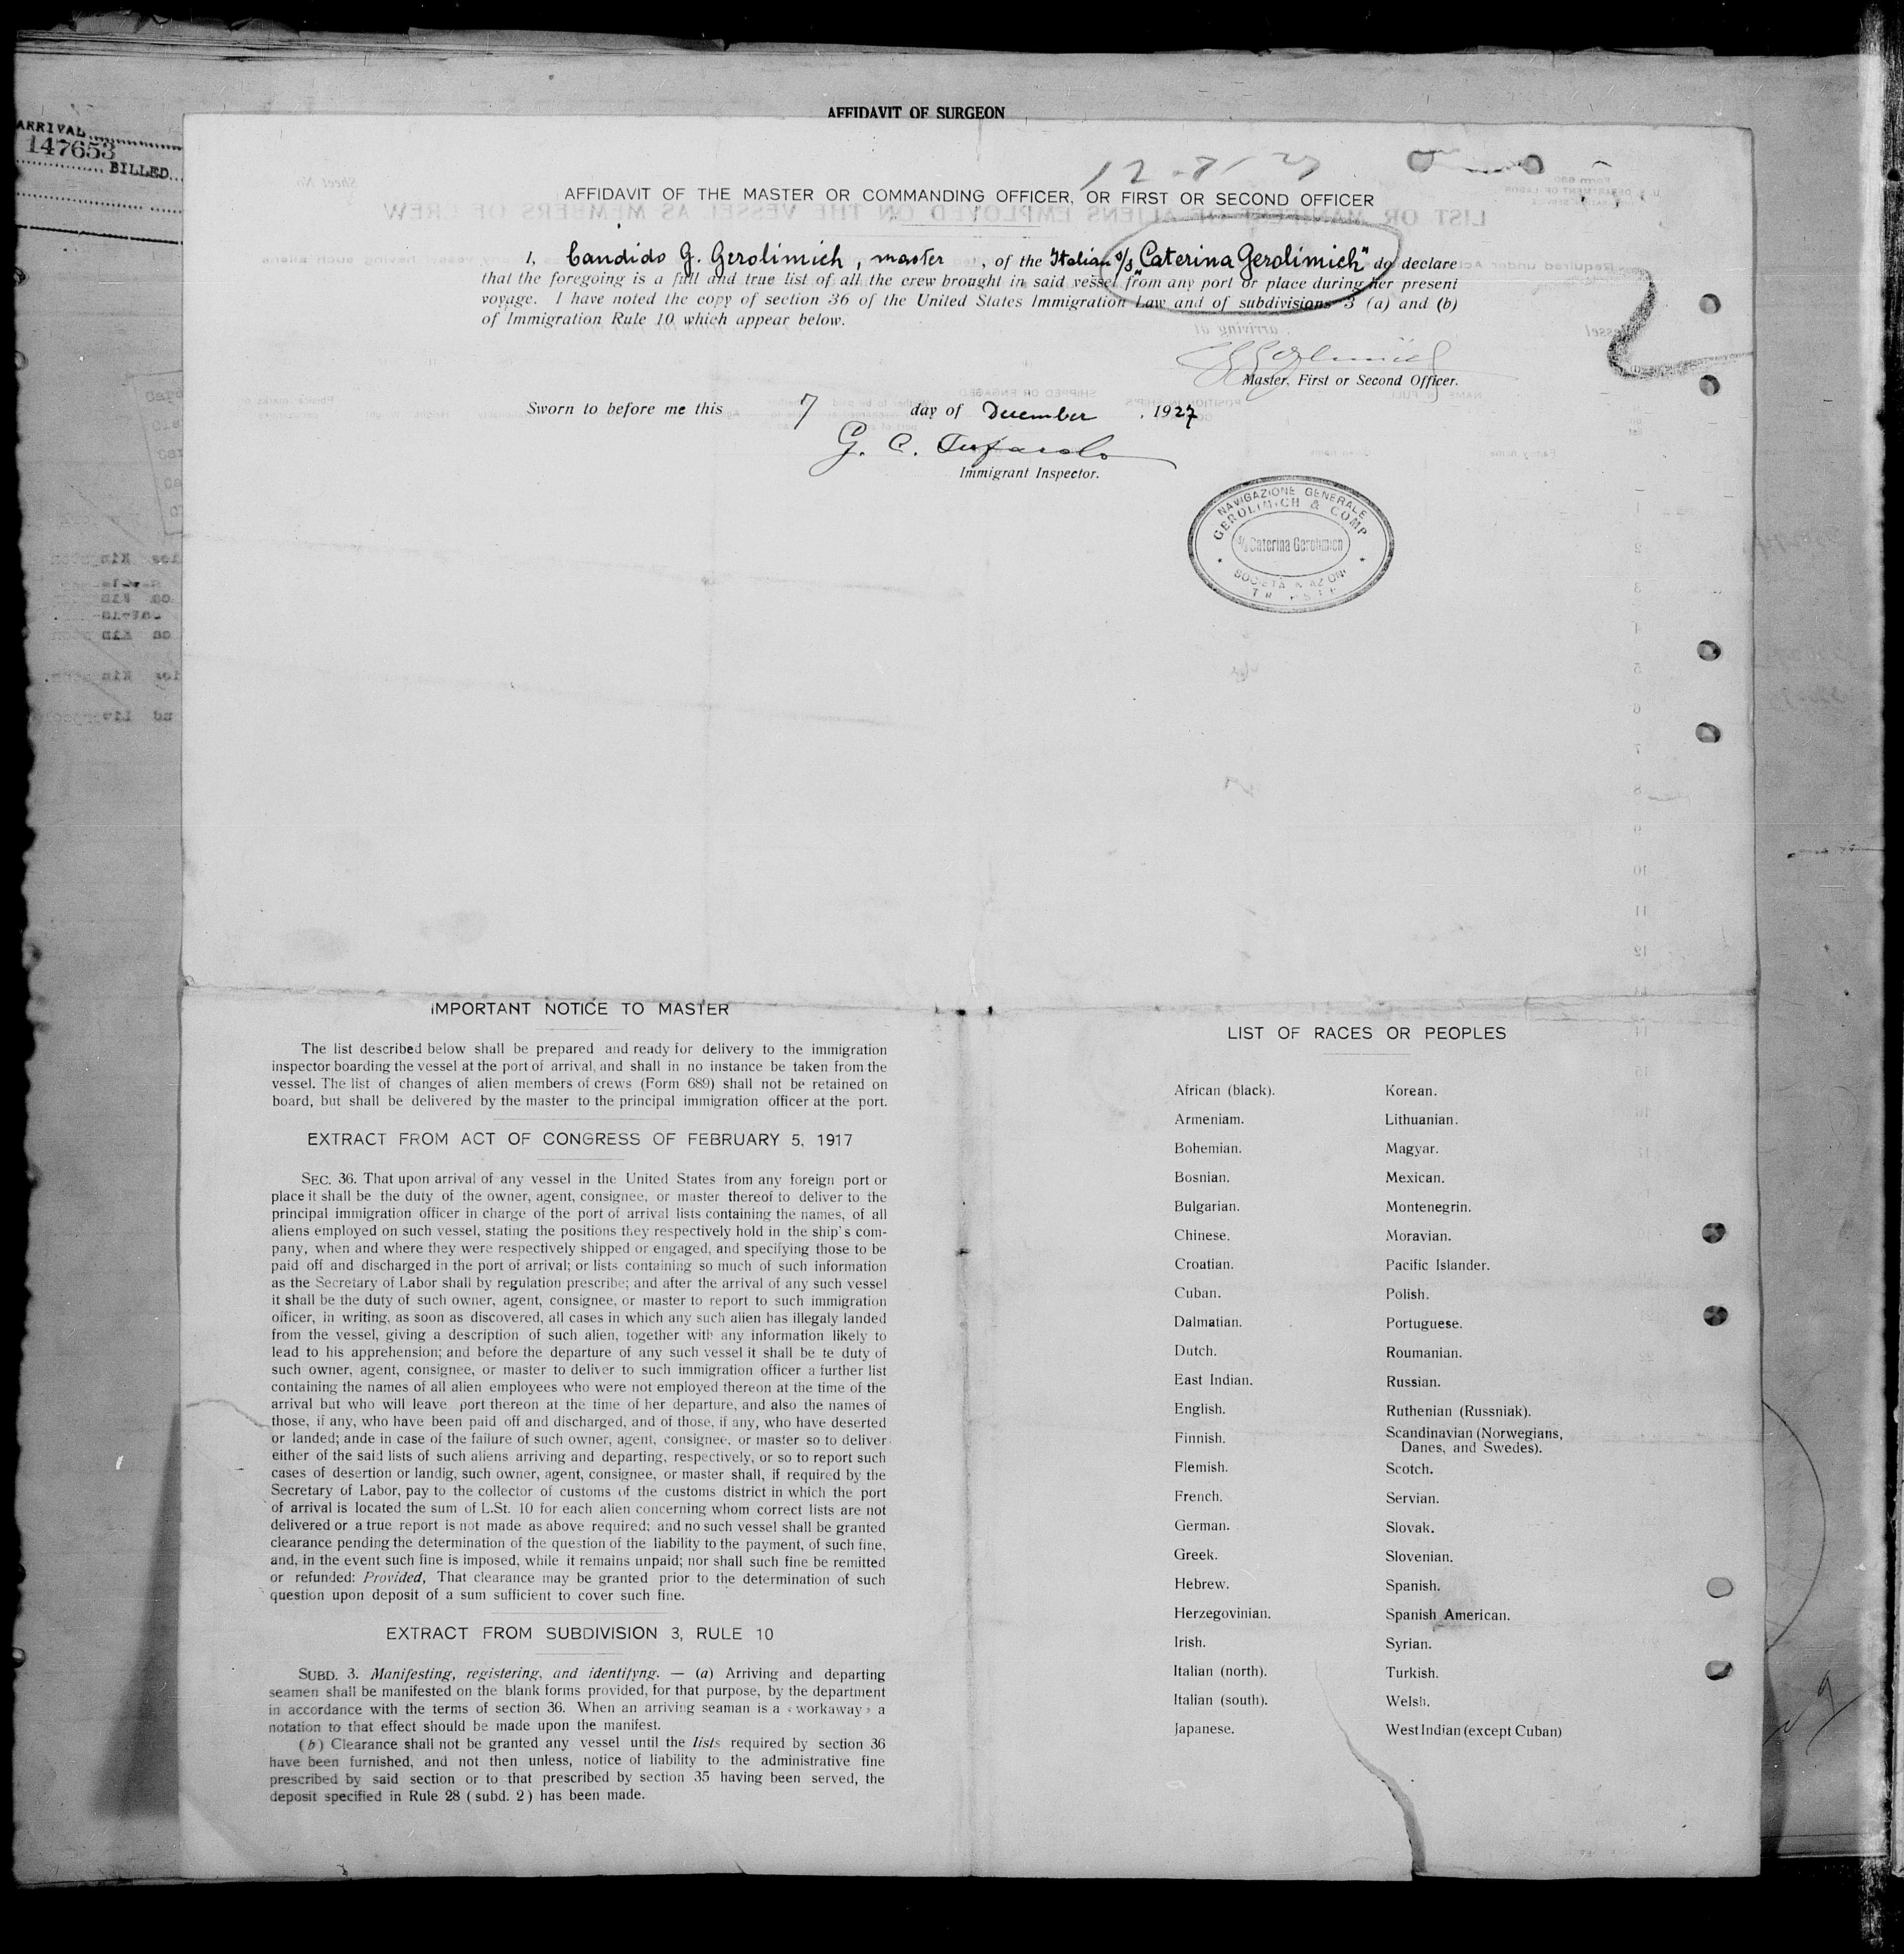 AFFIDAVIT OF SURGEON
ARRIVAL
147653
BILLED
12-7-27
AFFIDAVIT OF THE MASTER OR COMMANDING OFFICER, OR FIRST OR SECOND OFFICER
I, Candido G. Gerolimich, master, of the Italian s/s "Caterina Gerolimich" do declare
that the foregoing is a full and true list of all the crew brought in said vessel from any port or place during her present
voyage. I have noted the copy of section 36 of the United States Immigration Law and of subdivisions 3 (a) and (b)
of Immigration Rule 10 which appear below.
Master, First or Second Officer.
Sworn to before me this 7 day of December, 1927
G. C.
Immigrant Inspector.
NAVIGAZIONE GENERALE
GEROLIMICH & COMP
s/s Caterina Gerolimich
SOCIETÀ A AZIONI
TRIESTE
IMPORTANT NOTICE TO MASTER
The list described below shall be prepared and ready for delivery to the immigration
inspector boarding the vessel at the port of arrival, and shall in no instance be taken from the
vessel. The list of changes of alien members of crews (Form 689) shall not be retained on
board, but shall be delivered by the master to the principal immigration officer at the port.
EXTRACT FROM ACT OF CONGRESS OF FEBRUARY 5, 1917
SEC. 36. That upon arrival of any vessel in the United States from any foreign port or
place it shall be the duty of the owner, agent, consignee, or master thereof to deliver to the
principal immigration officer in charge of the port of arrival lists containing the names, of all
aliens employed on such vessel, stating the positions they respectively hold in the ship's com-
pany, when and where they were respectively shipped or engaged, and specifying those to be
paid off and discharged in the port of arrival; or lists containing so much of such information
as the Secretary of Labor shall by regulation prescribe; and after the arrival of any such vessel
it shall be the duty of such owner, agent, consignee, or master to report to such immigration
officer, in writing, as soon as discovered, all cases in which any such alien has illegaly landed
from the vessel, giving a description of such alien, together with any information likely to
lead to his apprehension; and before the departure of any such vessel it shall be te duty of
such owner, agent, consignee, or master to deliver to such immigration officer a further list
containing the names of all alien employees who were not employed thereon at the time of the
arrival but who will leave port thereon at the time of her departure, and also the names of
those, if any, who have been paid off and discharged, and of those, if any, who have deserted
or landed; ande in case of the failure of such owner, agent, consignee, or master so to deliver
either of the said lists of such aliens arriving and departing, respectively, or so to report such
cases of desertion or landig, such owner, agent, consignee, or master shall, if required by the
Secretary of Labor, pay to the collector of customs of the customs district in which the port
of arrival is located the sum of L.St. 10 for each alien concerning whom correct lists are not
delivered or a true report is not made as above required; and no such vessel shall be granted
clearance pending the determination of the question of the liability to the payment, of such fine,
and, in the event such fine is imposed, while it remains unpaid; nor shall such fine be remitted
or refunded: Provided, That clearance may be granted prior to the determination of such
question upon deposit of a sum sufficient to cover such fine.
EXTRACT FROM SUBDIVISION 3, RULE 10
SUBD. 3. Manifesting, registering, and identifyng. — (a) Arriving and departing
seamen shall be manifested on the blank forms provided, for that purpose, by the department
in accordance with the terms of section 36. When an arriving seaman is a «workaway» a
notation to that effect should be made upon the manifest.
(b) Clearance shall not be granted any vessel until the lists required by section 36
have been furnished, and not then unless, notice of liability to the administrative fine
prescribed by said section or to that prescribed by section 35 having been served, the
deposit specified in Rule 28 (subd. 2) has been made.
LIST OF RACES OR PEOPLES
African (black).
Armeniam.
Bohemian.
Bosnian.
Bulgarian.
Chinese.
Croatian.
Cuban.
Dalmatian.
Dutch.
East Indian.
English.
Finnish.
Flemish.
French.
German.
Greek.
Hebrew.
Herzegovinian.
Irish.
Italian (north).
Italian (south).
Japanese.
Korean.
Lithuanian.
Magyar.
Mexican.
Montenegrin.
Moravian.
Pacific Islander.
Polish.
Portuguese.
Roumanian.
Russian.
Ruthenian (Russniak).
Scandinavian (Norwegians,
Danes, and Swedes).
Scotch.
Servian.
Slovak.
Slovenian.
Spanish.
Spanish American.
Syrian.
Turkish.
Welsh.
West Indian (except Cuban)